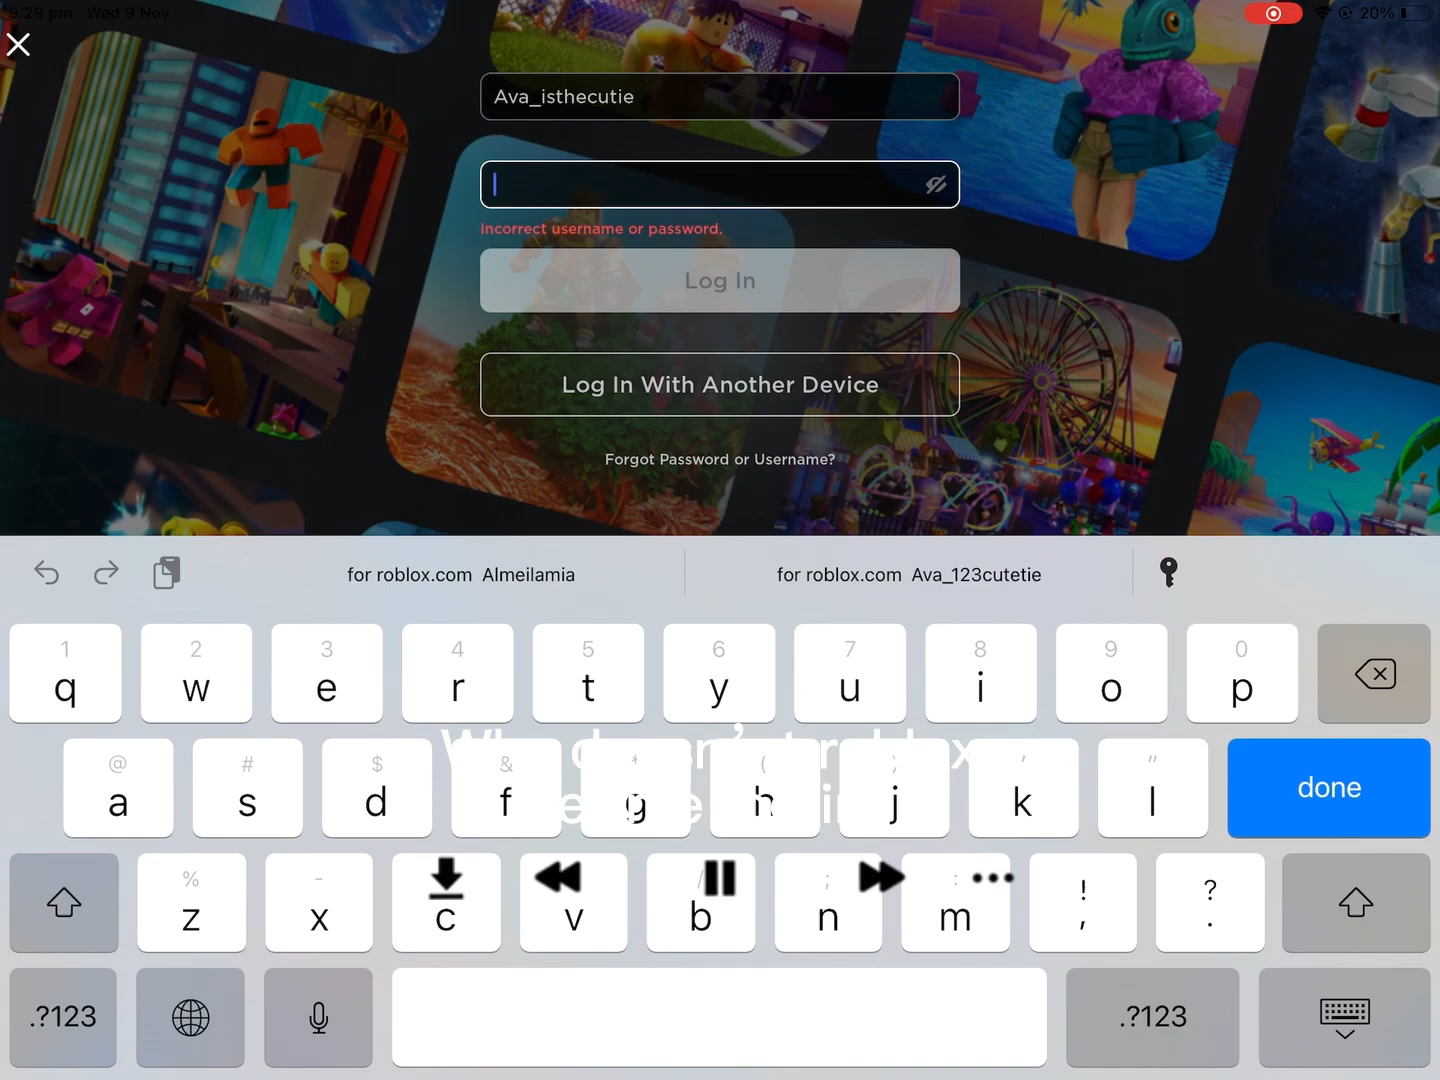 9:29 pm Wed 9 Nov
20%
Ava_isthecutie
Incorrect username or password.
Log In
Log In With Another Device
Forgot Password or Username?
for roblox.com Almeilamia
for roblox.com Ava_123cutetie
1 2 3 4 5 6 7 8 9 0
q w e r t y u i o p
@ # $ & * ( ) ' "
a s d f g h j k l
done
% - / ; : ! ?
z x c v b n m , .
.?123
.?123